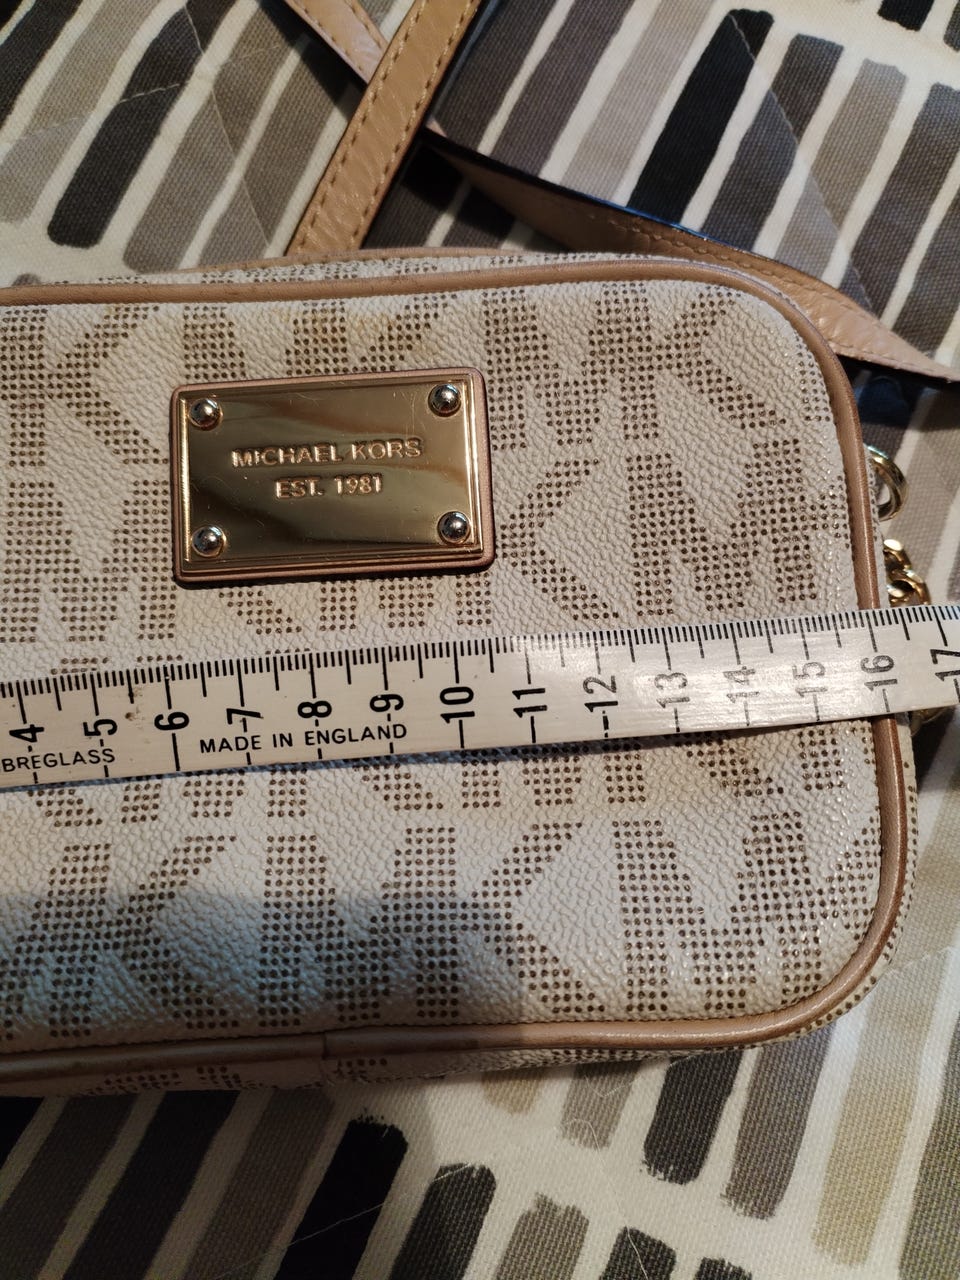 MICHAEL KORS
EST. 1981
4 5 6 7 8 9 10 11 12 13 14 15 16 17
BREGLASS MADE IN ENGLAND